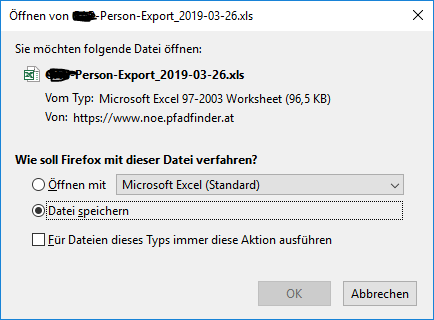 Öffnen von -Person-Export_2019-03-26.xls
Sie möchten folgende Datei öffnen:
-Person-Export_2019-03-26.xls
Vom Typ: Microsoft Excel 97-2003 Worksheet (96,5 KB)
Von: https://www.noe.pfadfinder.at
Wie soll Firefox mit dieser Datei verfahren?
Öffnen mit Microsoft Excel (Standard)
Datei speichern
Für Dateien dieses Typs immer diese Aktion ausführen
OK Abbrechen